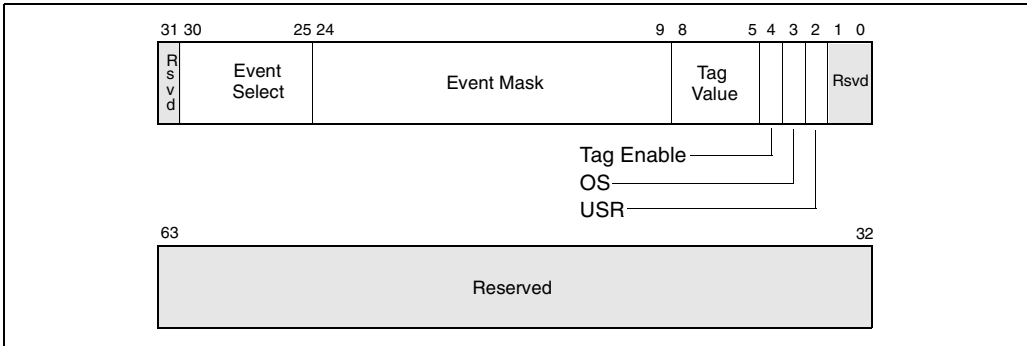 31 30 25 24 9 8 5 4 3 2 1 0
Rsvd
Event
Select
Event Mask
Tag
Value
Rsvd
Tag Enable
OS
USR
63 32
Reserved